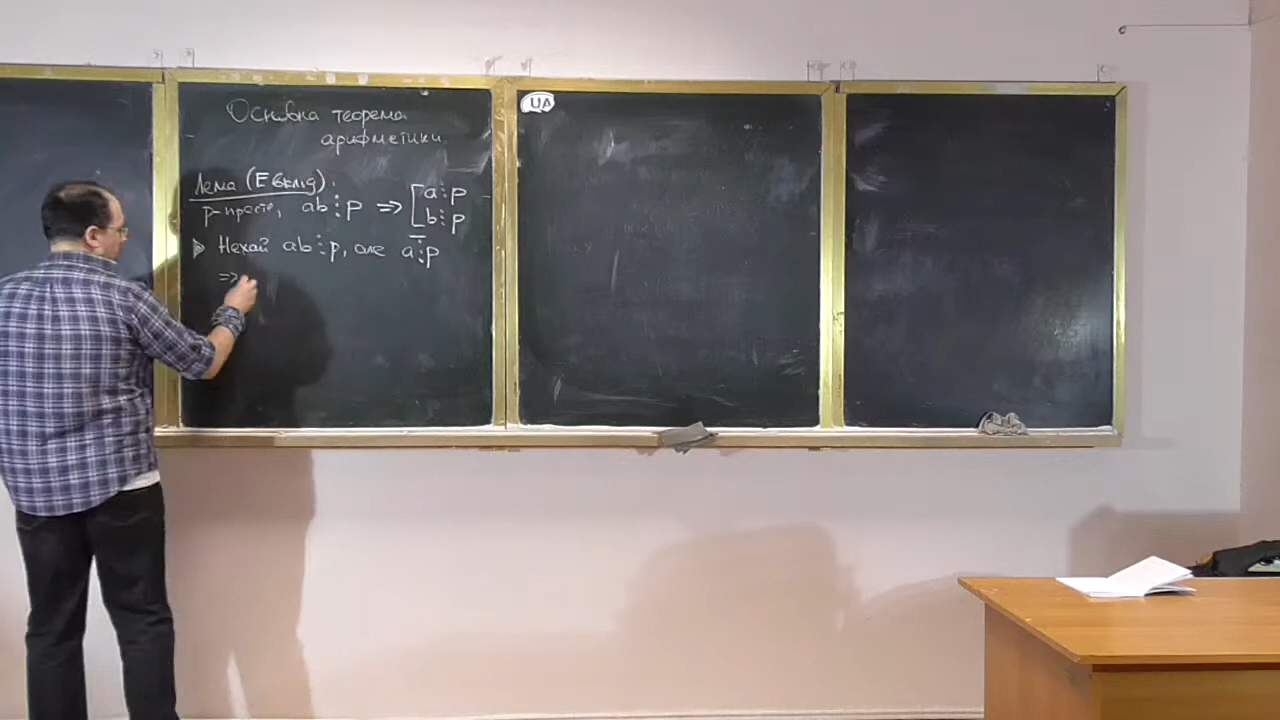 Основна теорема
арифметики
UA
Лема (Евклід).
p-просте, ab⋮p ⇒ [ a⋮p
b⋮p
▶ Нехай ab⋮p, але a⋮̅p
⇒